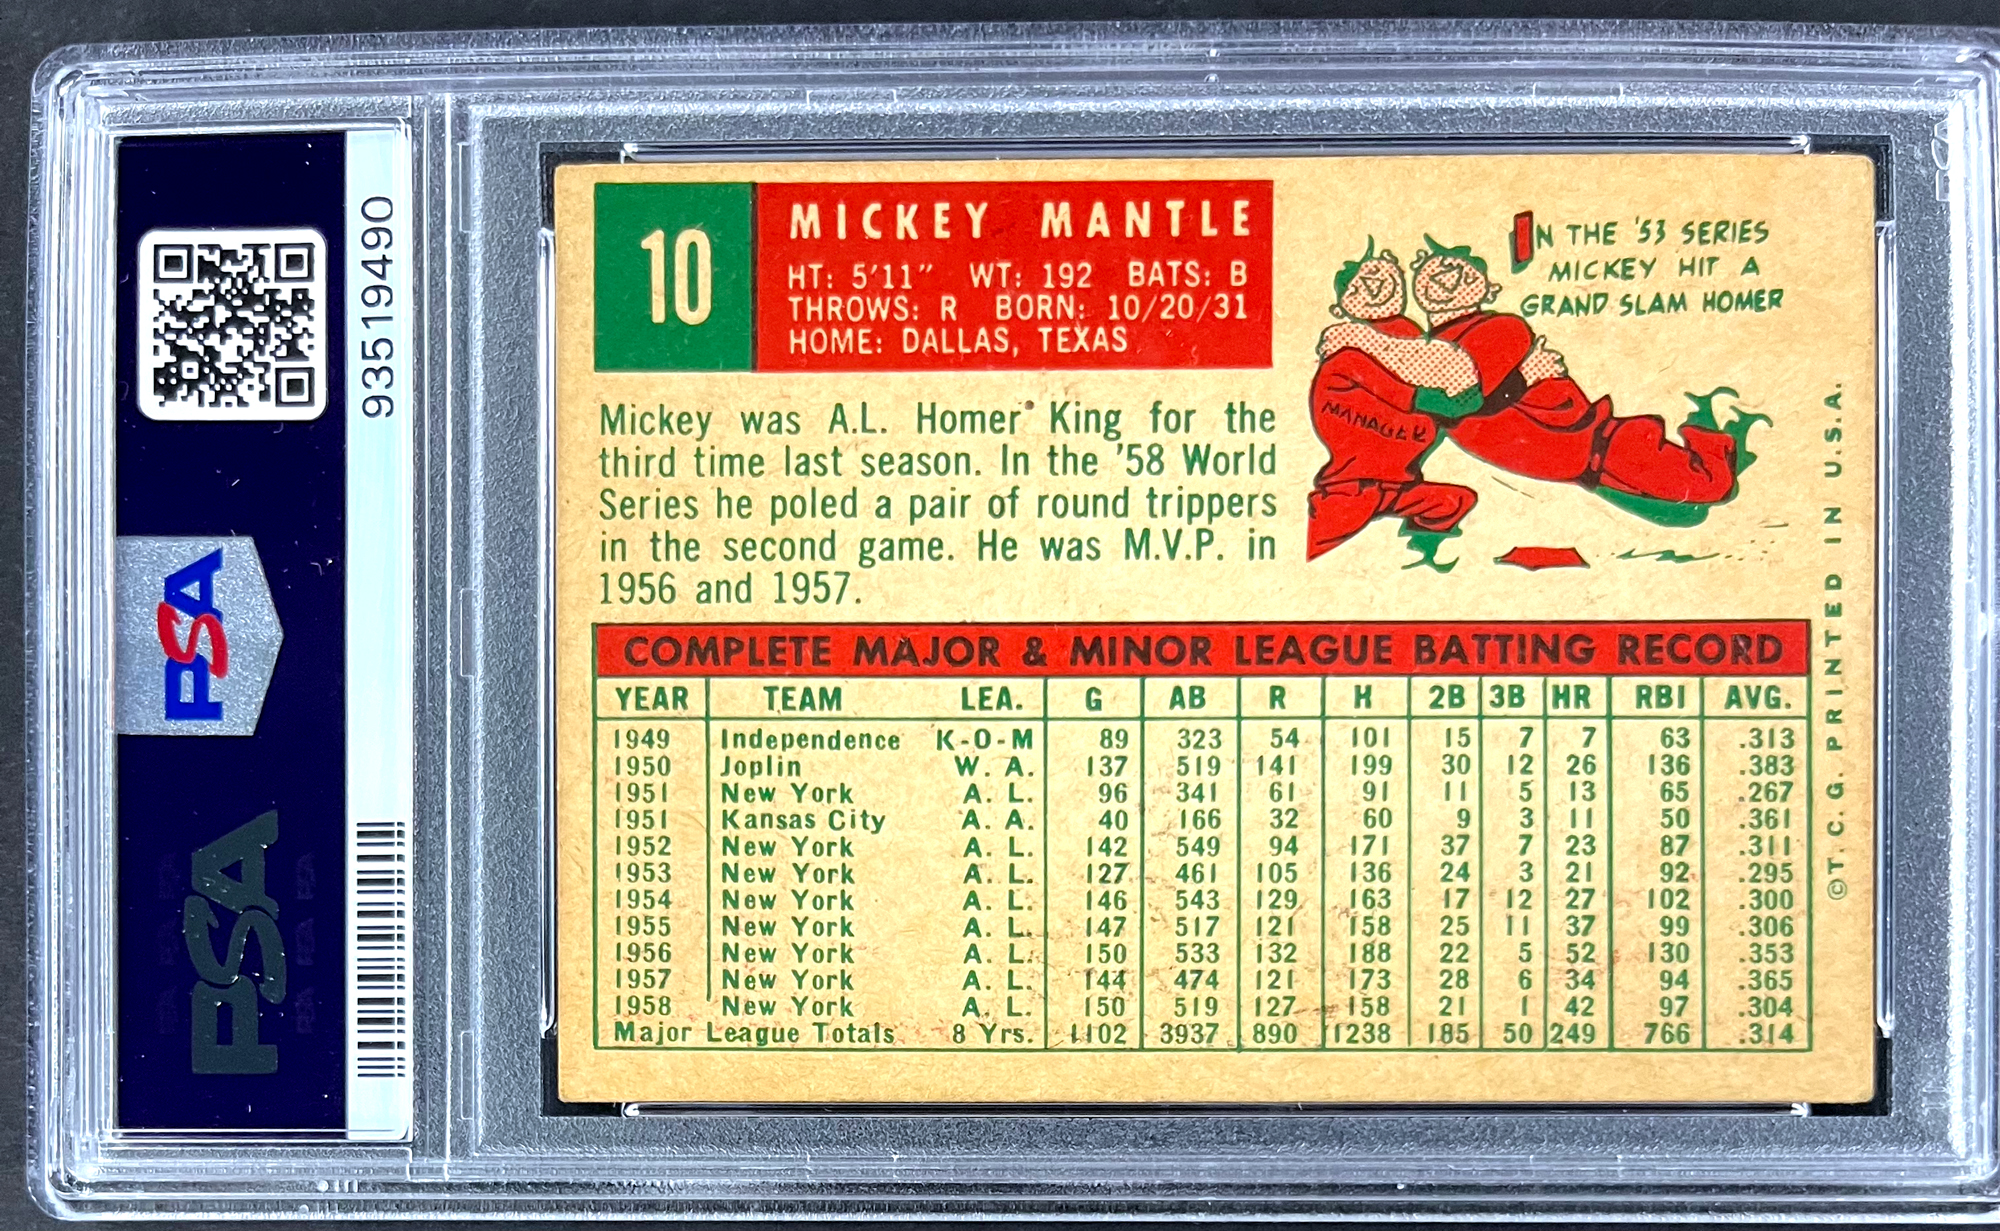 93519490
PSA
PSA
10
MICKEY MANTLE
HT: 5'11" WT: 192 BATS: B
THROWS: R BORN: 10/20/31
HOME: DALLAS, TEXAS
IN THE '53 SERIES
MICKEY HIT A
GRAND SLAM HOMER
MANAGER
Mickey was A.L. Homer King for the
third time last season. In the '58 World
Series he poled a pair of round trippers
in the second game. He was M.V.P. in
1956 and 1957.
COMPLETE MAJOR & MINOR LEAGUE BATTING RECORD
YEAR TEAM LEA. G AB R H 2B 3B HR RBI AVG.
1949 Independence K-O-M 89 323 54 101 15 7 7 63 .313
1950 Joplin W. A. 137 519 141 199 30 12 26 136 .383
1951 New York A. L. 96 341 61 91 11 5 13 65 .267
1951 Kansas City A. A. 40 166 32 60 9 3 11 50 .361
1952 New York A. L. 142 549 94 171 37 7 23 87 .311
1953 New York A. L. 127 461 105 136 24 3 21 92 .295
1954 New York A. L. 146 543 129 163 17 12 27 102 .300
1955 New York A. L. 147 517 121 158 25 11 37 99 .306
1956 New York A. L. 150 533 132 188 22 5 52 130 .353
1957 New York A. L. 144 474 121 173 28 6 34 94 .365
1958 New York A. L. 150 519 127 158 21 1 42 97 .304
Major League Totals 8 Yrs. 1102 3937 890 1238 185 50 249 766 .314
©T. C. G. PRINTED IN U.S.A.